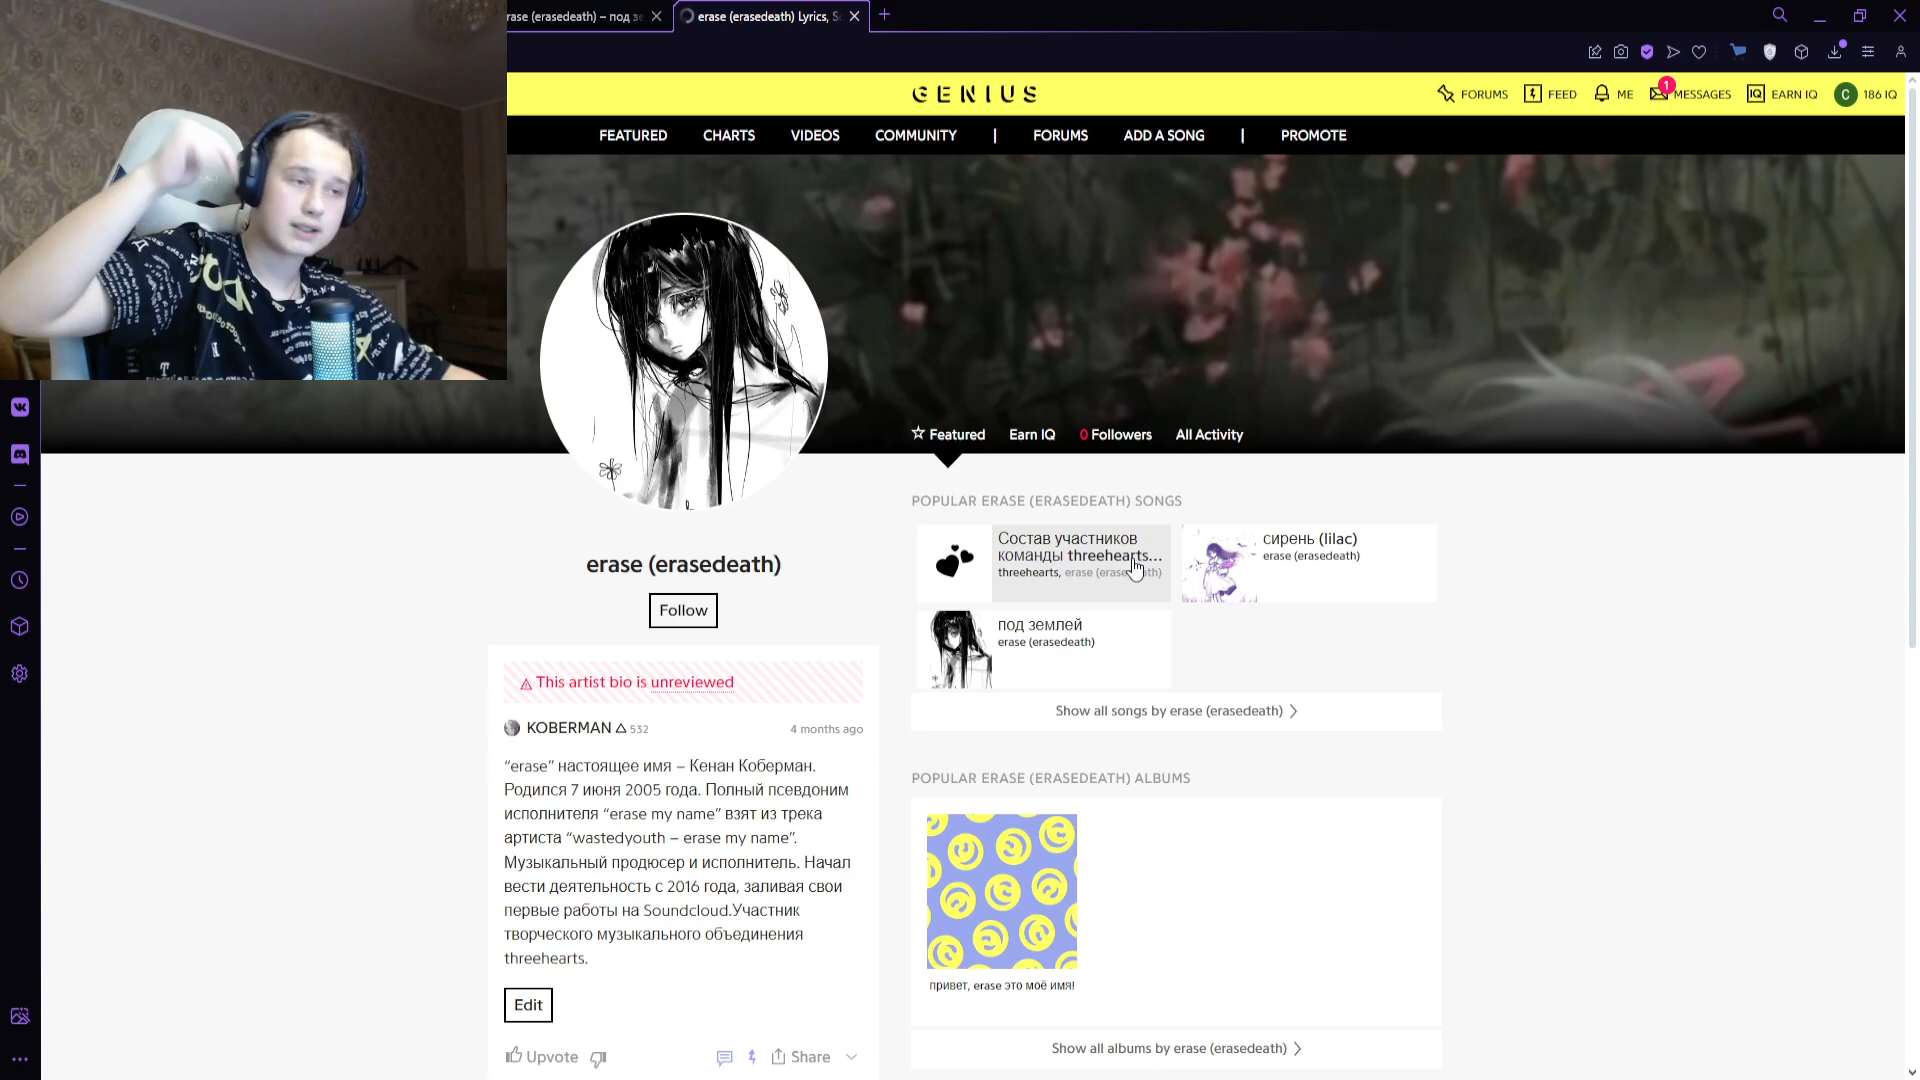 rase (erasedeath) – под зе
erase (erasedeath) Lyrics, S
GENIUS
FORUMS
FEED
ME
1
MESSAGES
IQ
EARN IQ
C
186 IQ
FEATURED
CHARTS
VIDEOS
COMMUNITY
|
FORUMS
ADD A SONG
|
PROMOTE
Featured
Earn IQ
0 Followers
All Activity
erase (erasedeath)
Follow
This artist bio is unreviewed
KOBERMAN 532
4 months ago
“erase” настоящее имя – Кенан Коберман.
Родился 7 июня 2005 года. Полный псевдоним
исполнителя “erase my name” взят из трека
артиста “wastedyouth – erase my name”.
Музыкальный продюсер и исполнитель. Начал
вести деятельность с 2016 года, заливая свои
первые работы на Soundcloud.Участник
творческого музыкального объединения
threehearts.
Edit
Upvote
Share
POPULAR ERASE (ERASEDEATH) SONGS
Состав участников
команды threehearts...
threehearts, erase (erasedeath)
сирень (lilac)
erase (erasedeath)
под землей
erase (erasedeath)
Show all songs by erase (erasedeath)
POPULAR ERASE (ERASEDEATH) ALBUMS
привет, erase это моё имя!
Show all albums by erase (erasedeath)